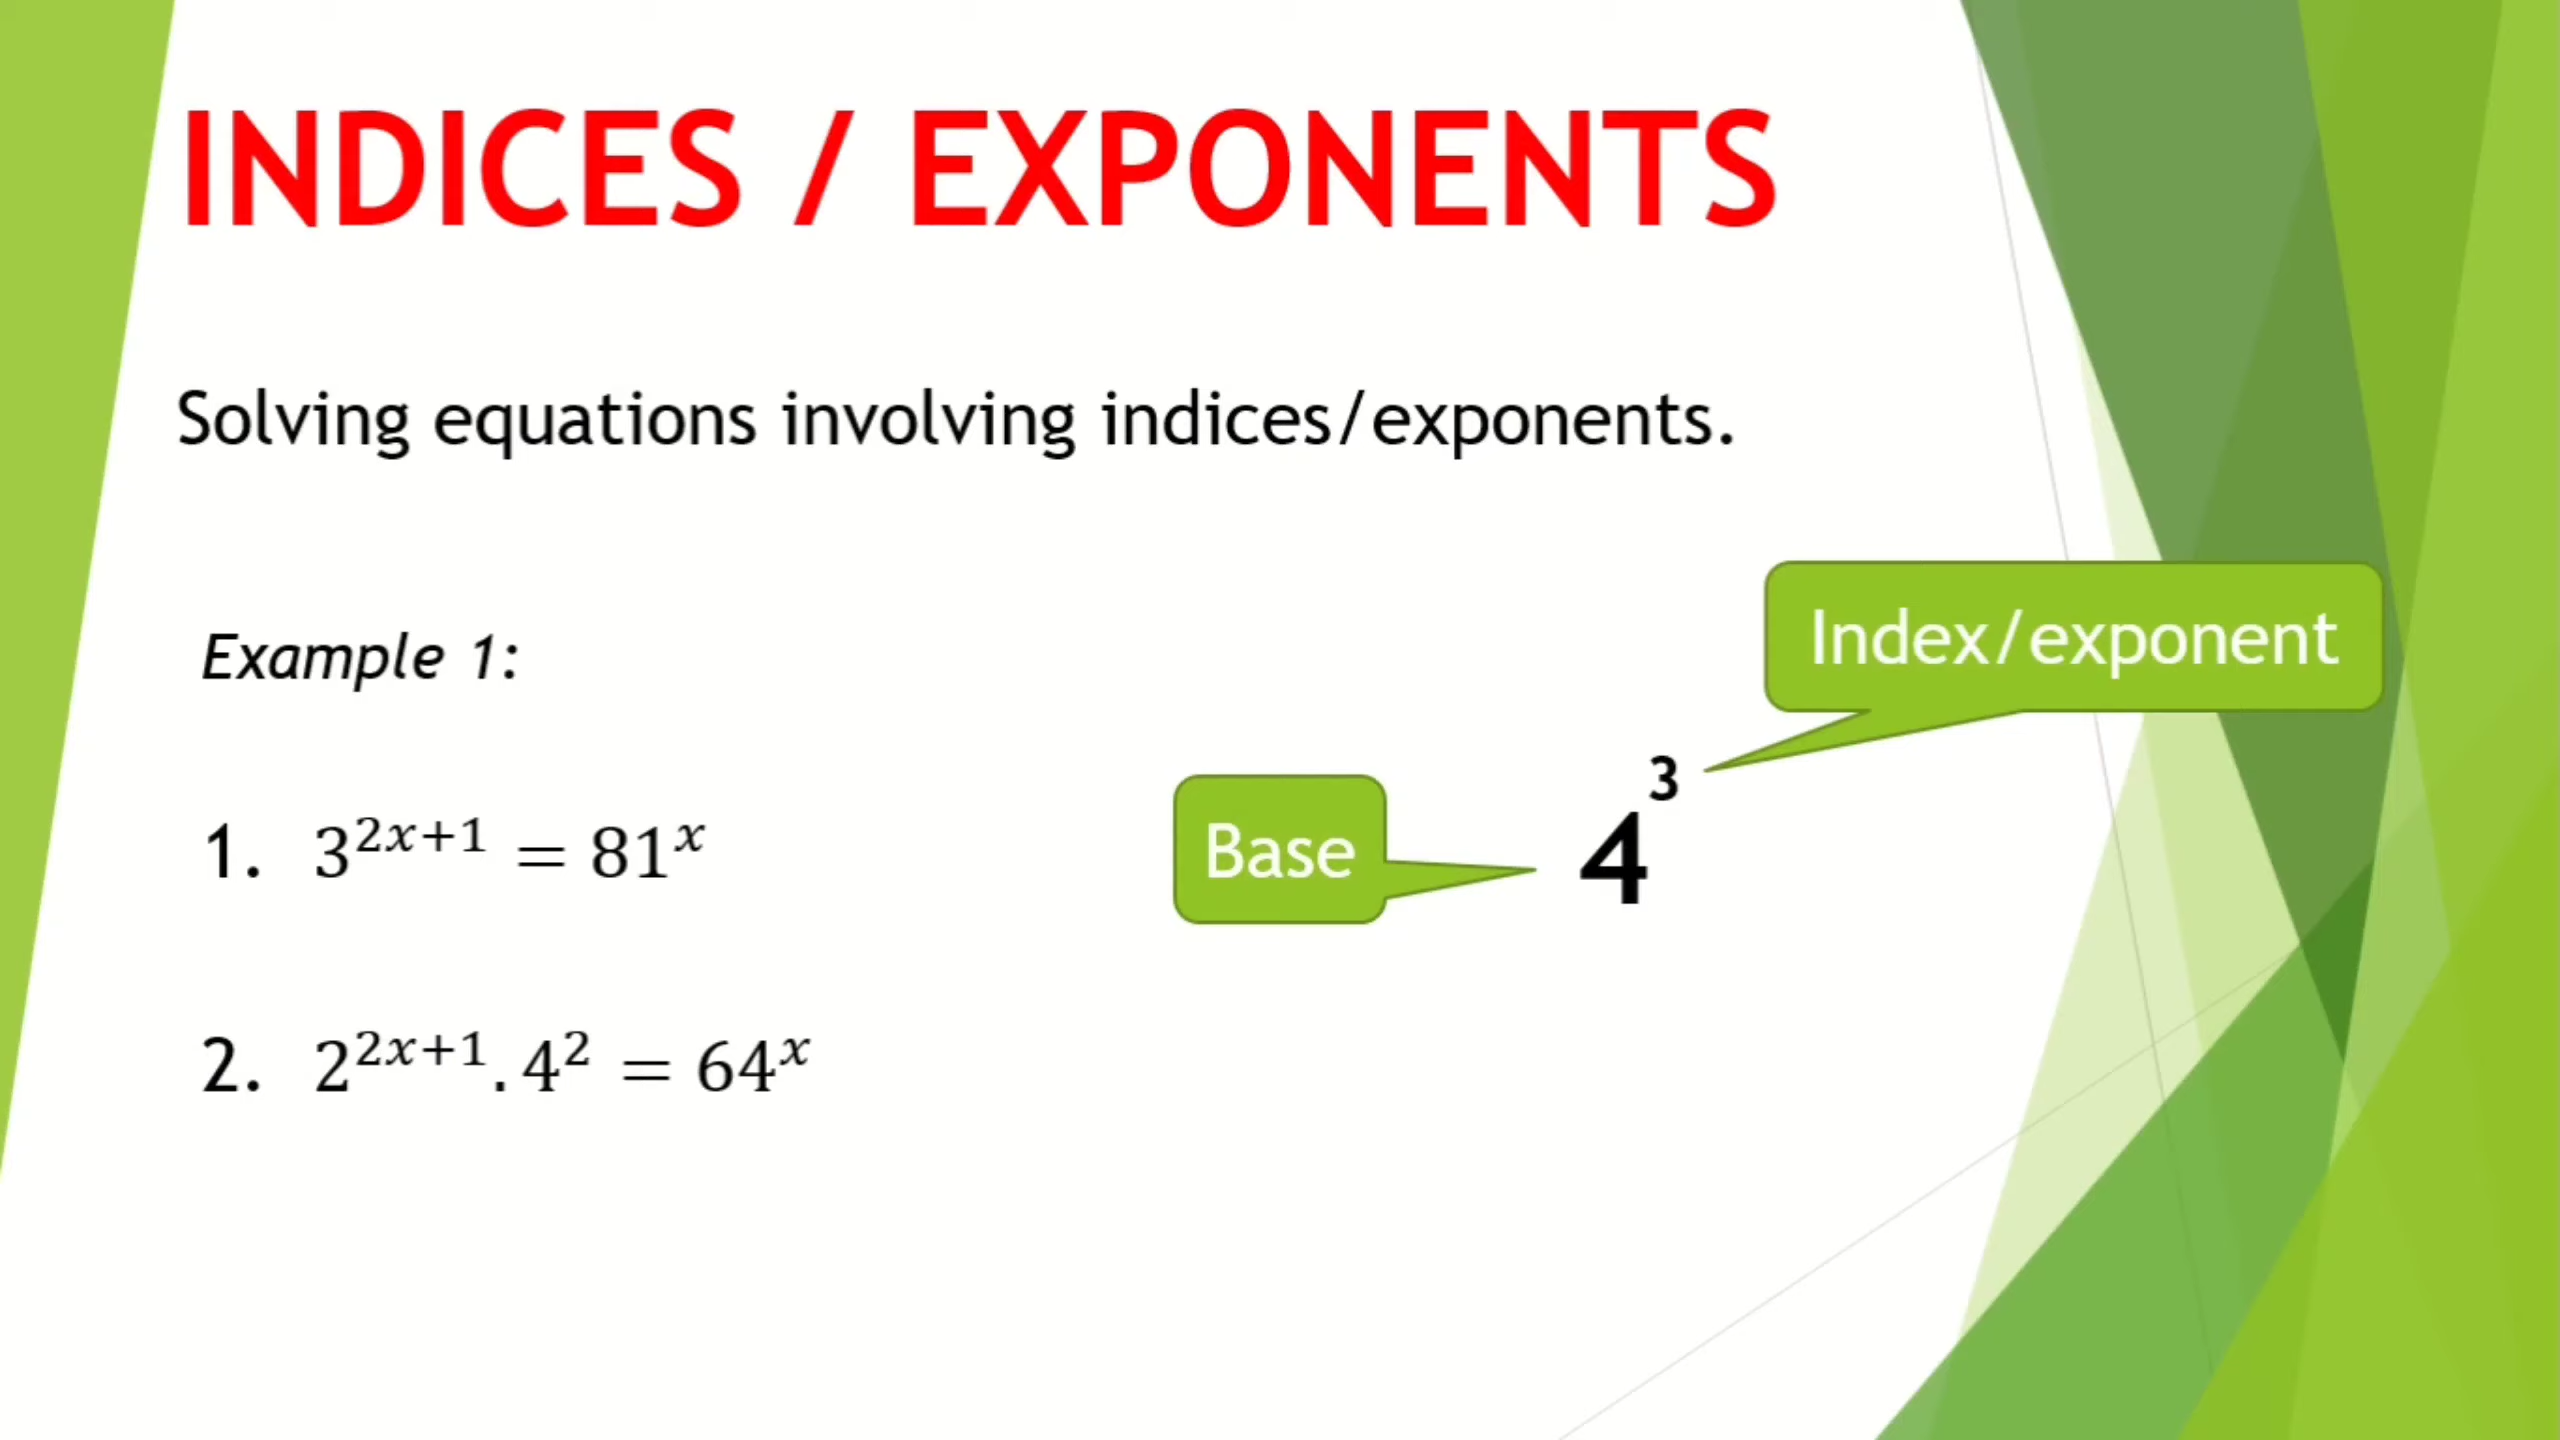 INDICES / EXPONENTS
Solving equations involving indices/exponents.
Example 1:
Index/exponent
1. 3^{2x+1} = 81^x
Base
4^3
2. 2^{2x+1}.4^2 = 64^x